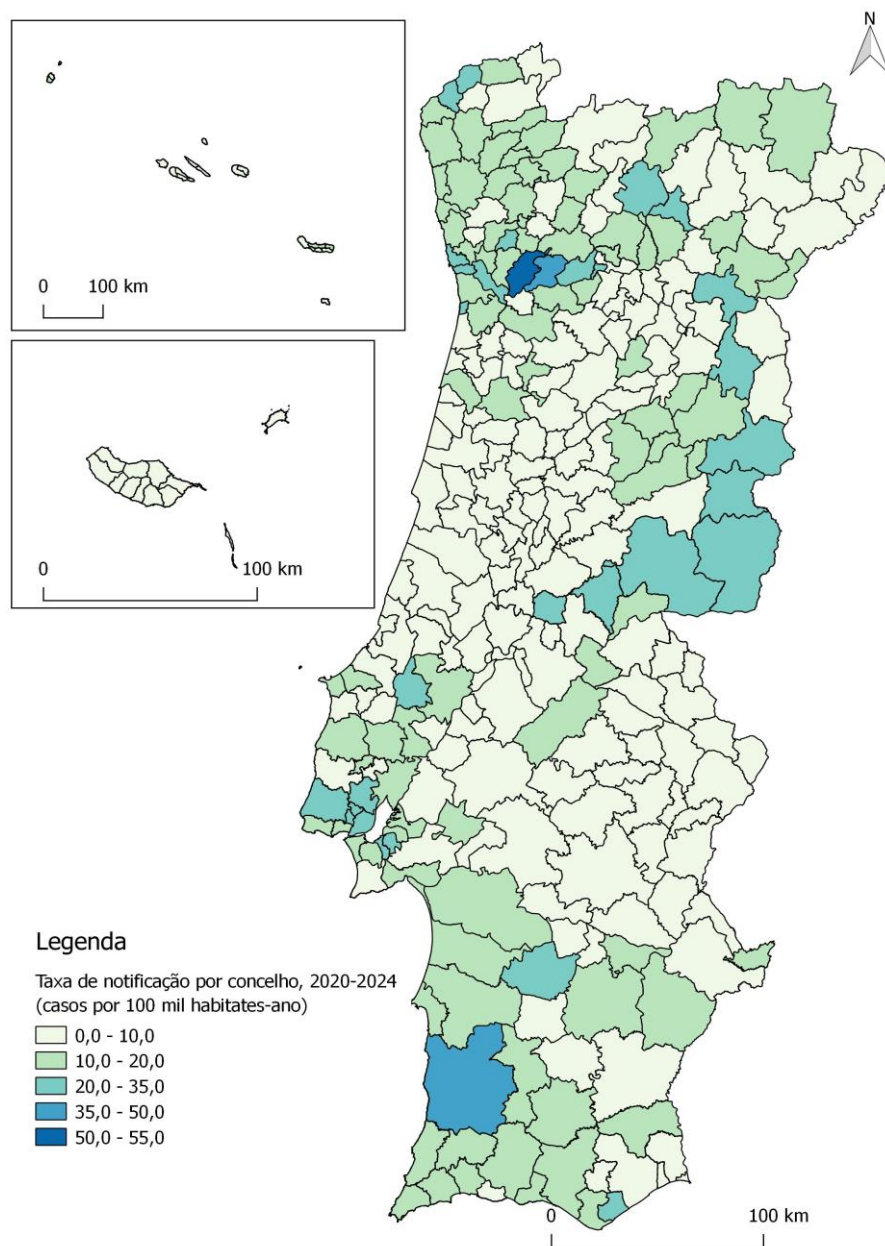 N
0 100 km
0 100 km
Legenda
Taxa de notificação por concelho, 2020-2024
(casos por 100 mil habitates-ano)
0,0 - 10,0
10,0 - 20,0
20,0 - 35,0
35,0 - 50,0
50,0 - 55,0
0 100 km